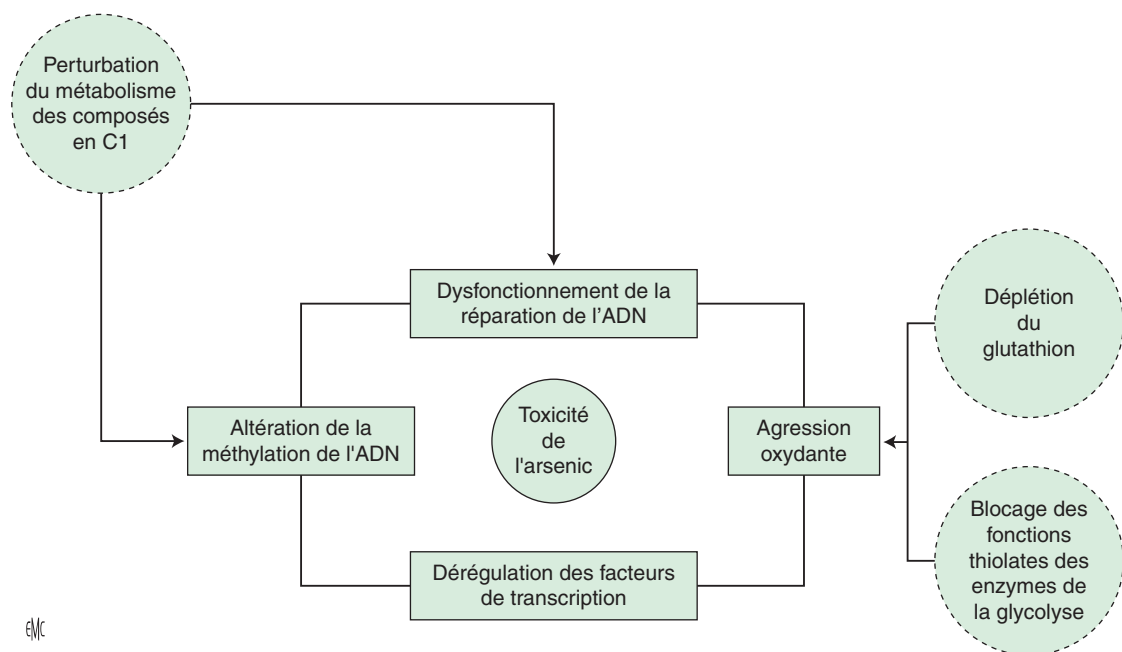 Perturbation
du métabolisme
des composés
en C1
Dysfonctionnement de la
réparation de l'ADN
Déplétion
du
glutathion
Altération de la
méthylation de l'ADN
Toxicité
de
l'arsenic
Agression
oxydante
Blocage des
fonctions
thiolates des
enzymes de
la glycolyse
Dérégulation des facteurs
de transcription
EMC